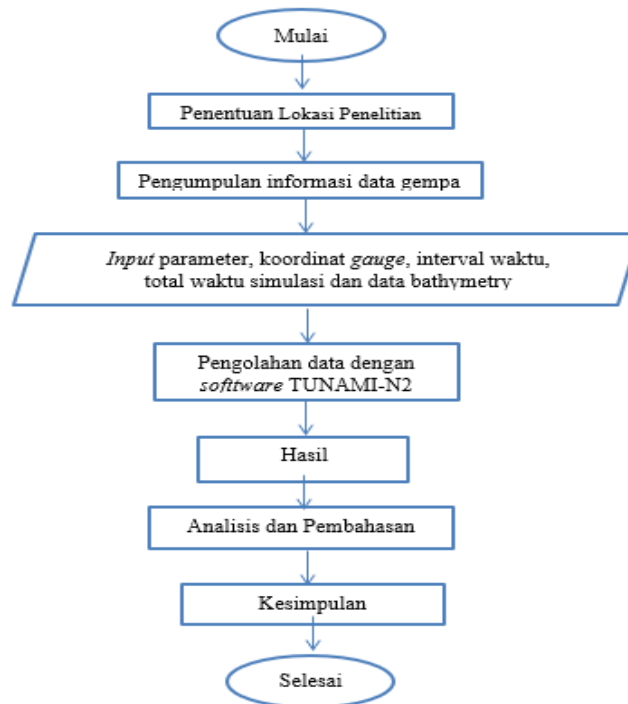 Mulai
Penentuan Lokasi Penelitian
Pengumpulan informasi data gempa
Input parameter, koordinat gauge, interval waktu,
total waktu simulasi dan data bathymetry
Pengolahan data dengan
softtware TUNAMI-N2
Hasil
Analisis dan Pembahasan
Kesimpulan
Selesai